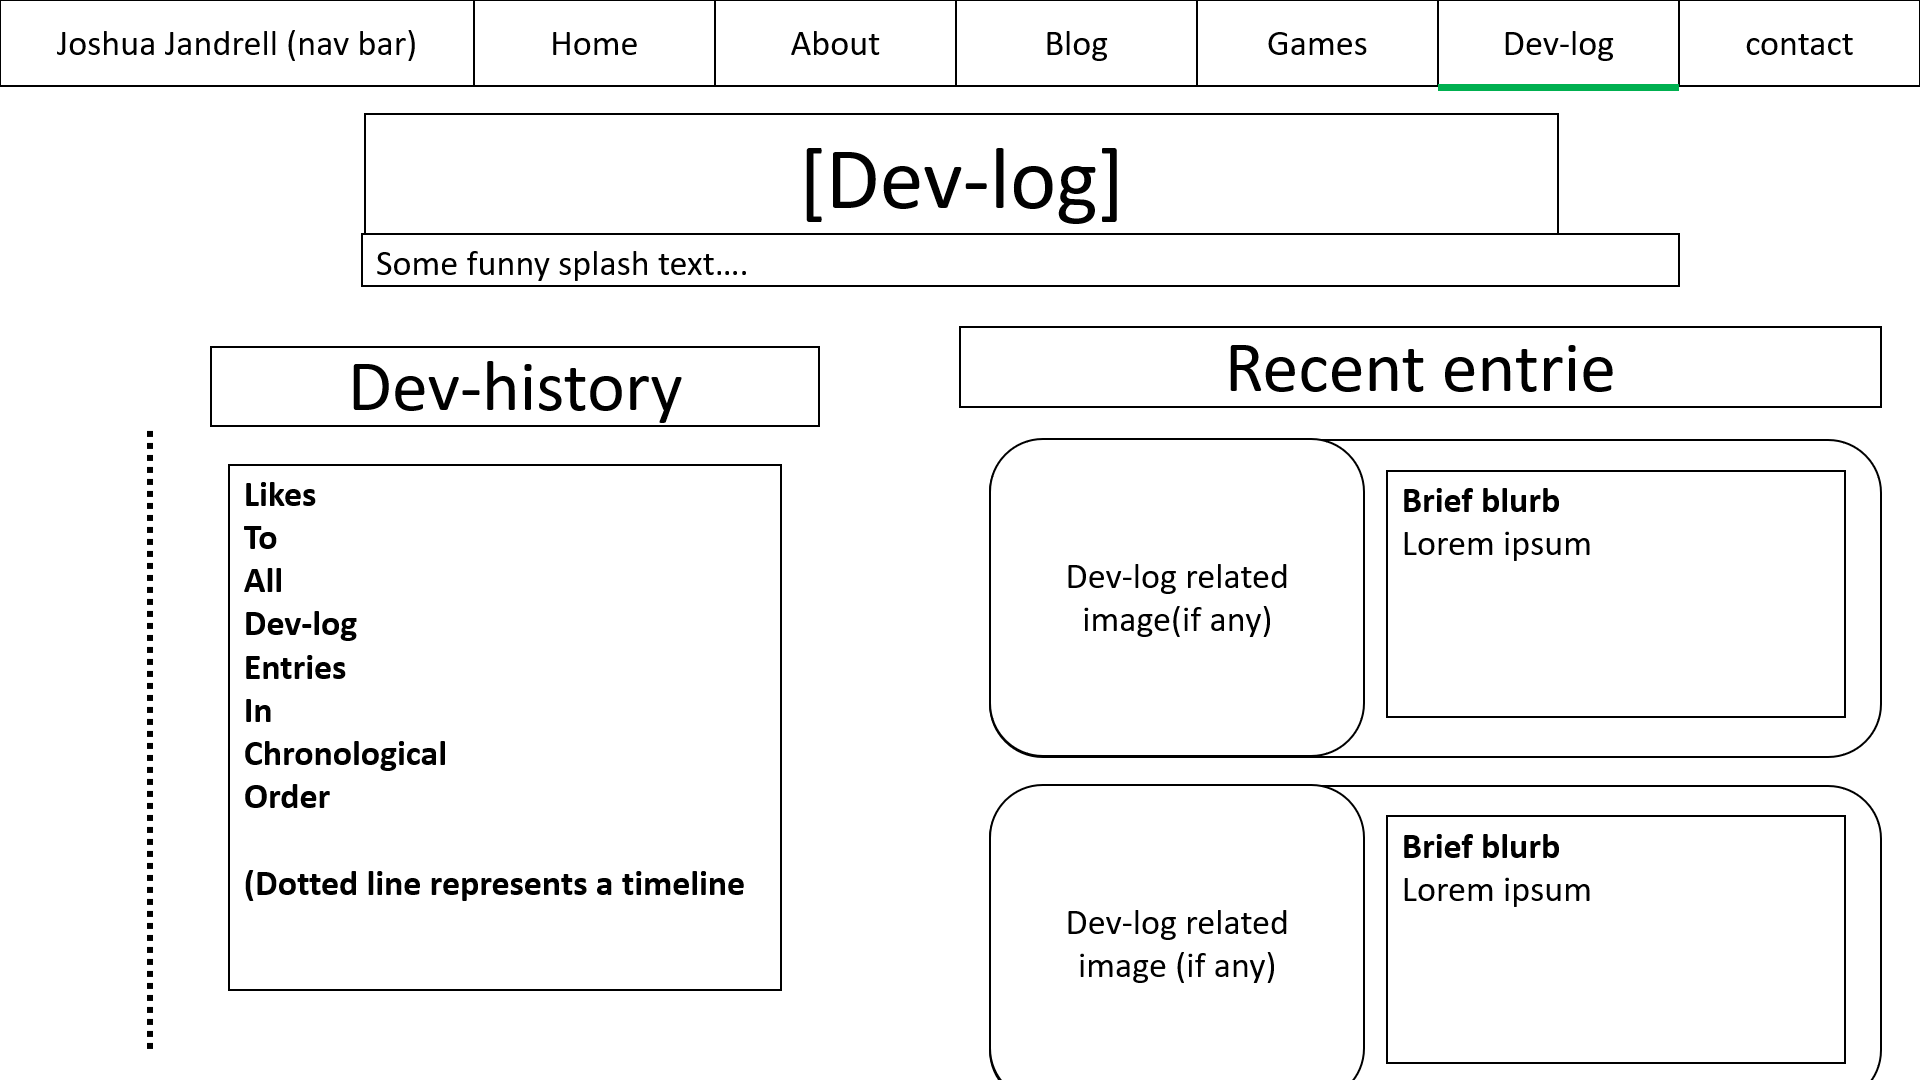 Joshua Jandrell (nav bar)
Home
About
Blog
Games
Dev-log
contact
[Dev-log]
Some funny splash text....
Dev-history
Likes
To
All
Dev-log
Entries
In
Chronological
Order
(Dotted line represents a timeline
Recent entrie
Dev-log related
image(if any)
Brief blurb
Lorem ipsum
Dev-log related
image (if any)
Brief blurb
Lorem ipsum